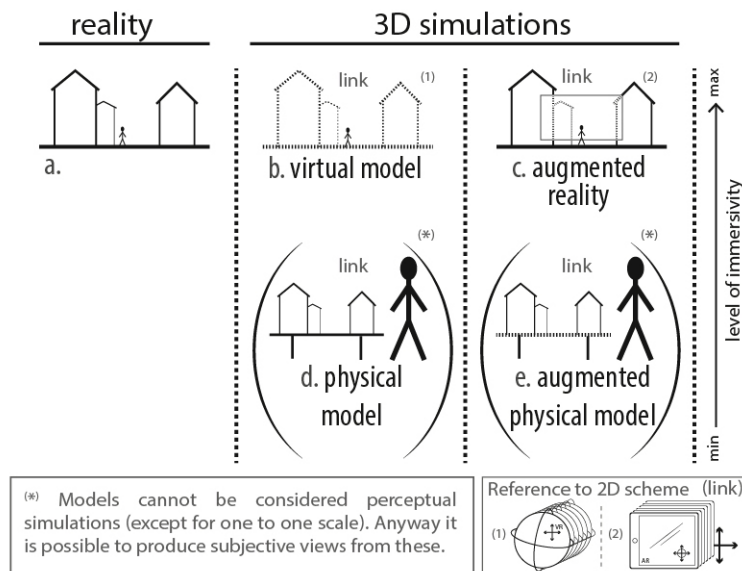 reality
3D simulations
link (1)
link (2)
a.
b. virtual model
c. augmented
reality
(*)
(*)
link
link
d. physical
model
e. augmented
physical model
max
level of immersivity
min
(*) Models cannot be considered perceptual
simulations (except for one to one scale). Anyway it
is possible to produce subjective views from these.
Reference to 2D scheme (link)
(1) VR
(2) AR